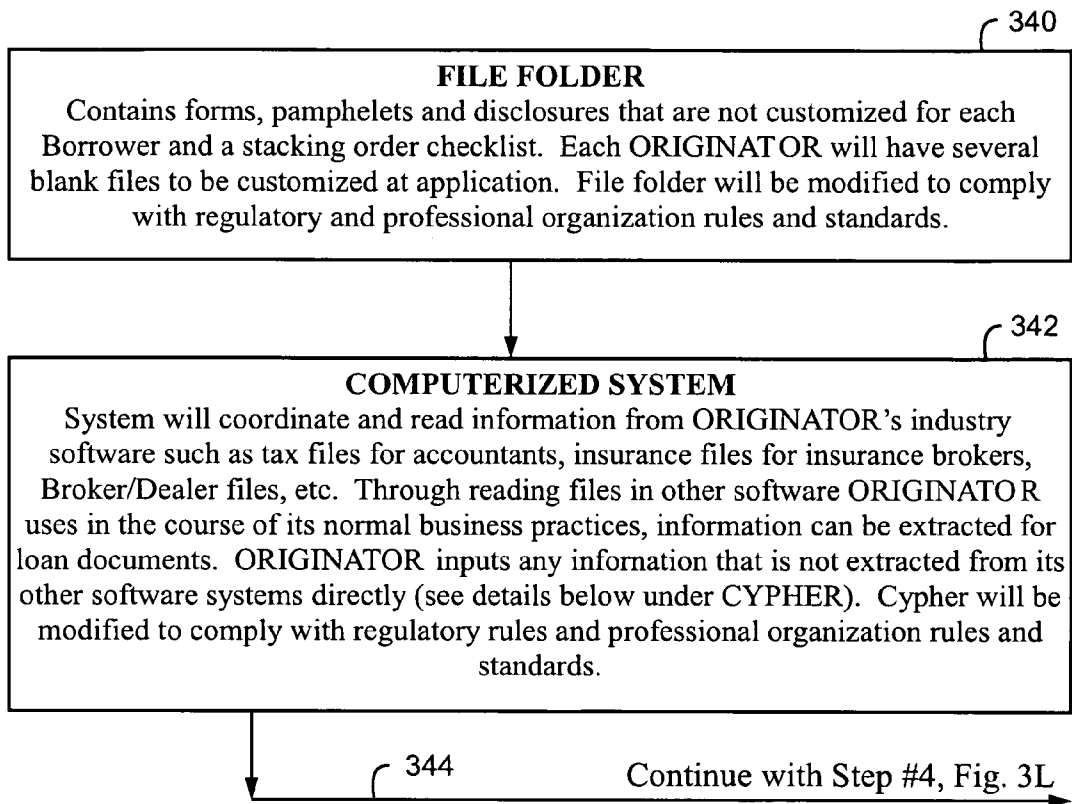 340
FILE FOLDER
Contains forms, pamphelets and disclosures that are not customized for each
Borrower and a stacking order checklist. Each ORIGINATOR will have several
blank files to be customized at application. File folder will be modified to comply
with regulatory and professional organization rules and standards.
342
COMPUTERIZED SYSTEM
System will coordinate and read information from ORIGINATOR's industry
software such as tax files for accountants, insurance files for insurance brokers,
Broker/Dealer files, etc. Through reading files in other software ORIGINATOR
uses in the course of its normal business practices, information can be extracted for
loan documents. ORIGINATOR inputs any infornation that is not extracted from its
other software systems directly (see details below under CYPHER). Cypher will be
modified to comply with regulatory rules and professional organization rules and
standards.
344
Continue with Step #4, Fig. 3L